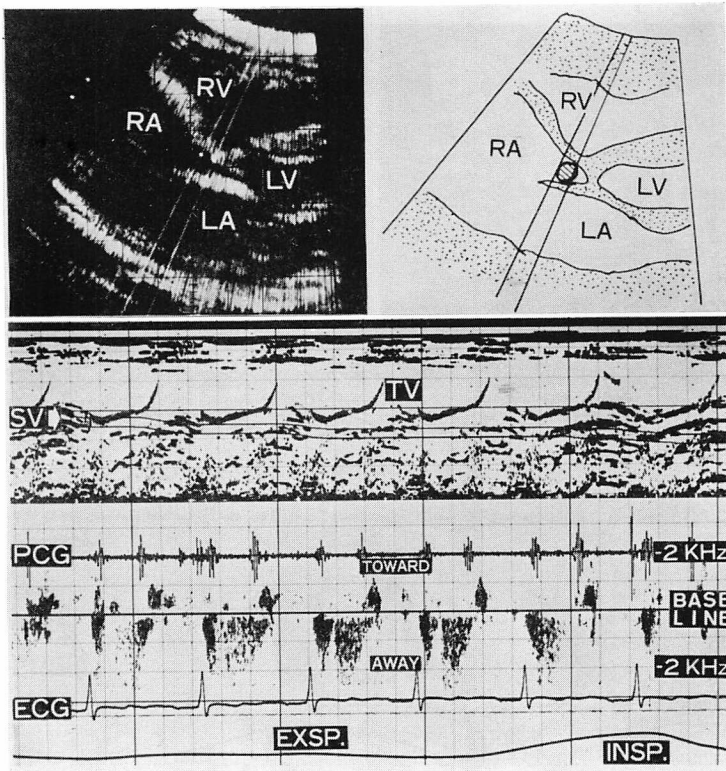 RV
RA
LV
LA
RV
RA
LV
LA
TV
SV
PCG
TOWARD
-2 KHz
BASE
LINE
AWAY
-2 KHz
ECG
EXSP.
INSP.